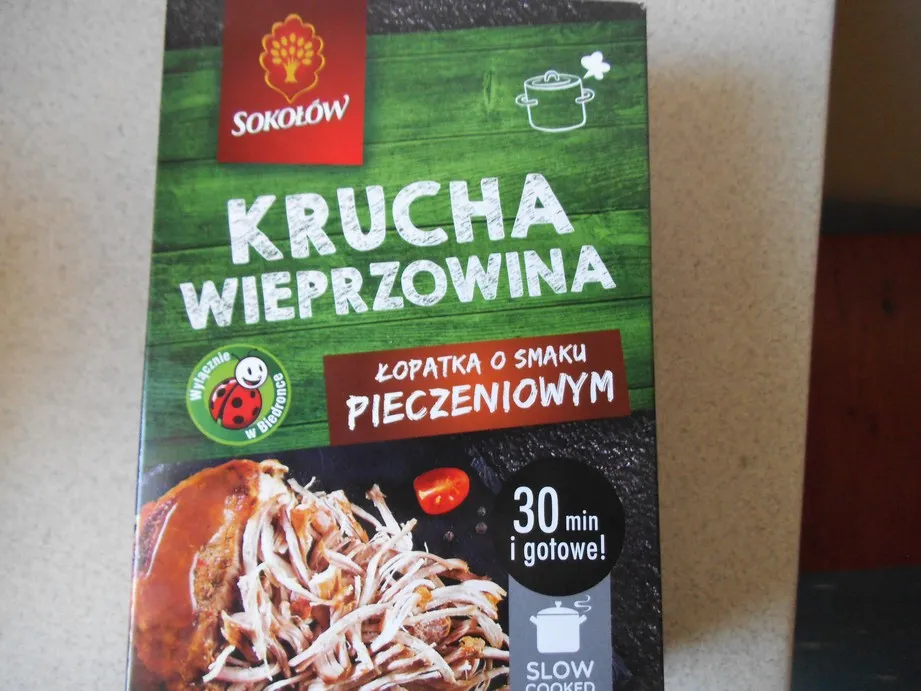 SOKOŁÓW
KRUCHA
WIEPRZOWINA
ŁOPATKA O SMAKU
PIECZENIOWYM
Wyłącznie
w Biedronce
30 min
i gotowe!
SLOW
COOKED